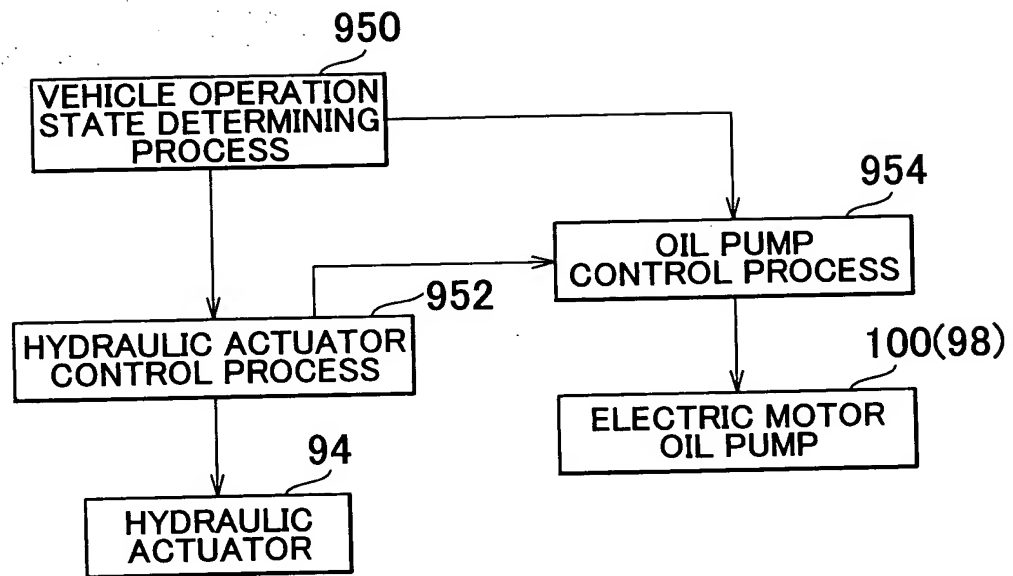 950
VEHICLE OPERATION
STATE DETERMINING
PROCESS
954
OIL PUMP
CONTROL PROCESS
952
HYDRAULIC ACTUATOR
CONTROL PROCESS
100(98)
ELECTRIC MOTOR
OIL PUMP
94
HYDRAULIC
ACTUATOR